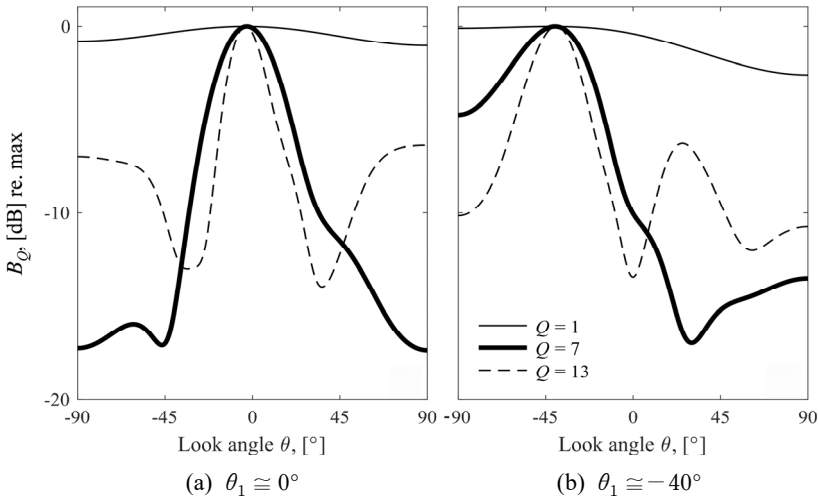 0
-10
-20
B_Q, [dB] re. max
-90
-45
0
45
90
Look angle θ, [°]
(a) θ₁ ≅ 0°
Q = 1
Q = 7
Q = 13
-90
-45
0
45
90
Look angle θ, [°]
(b) θ₁ ≅ − 40°